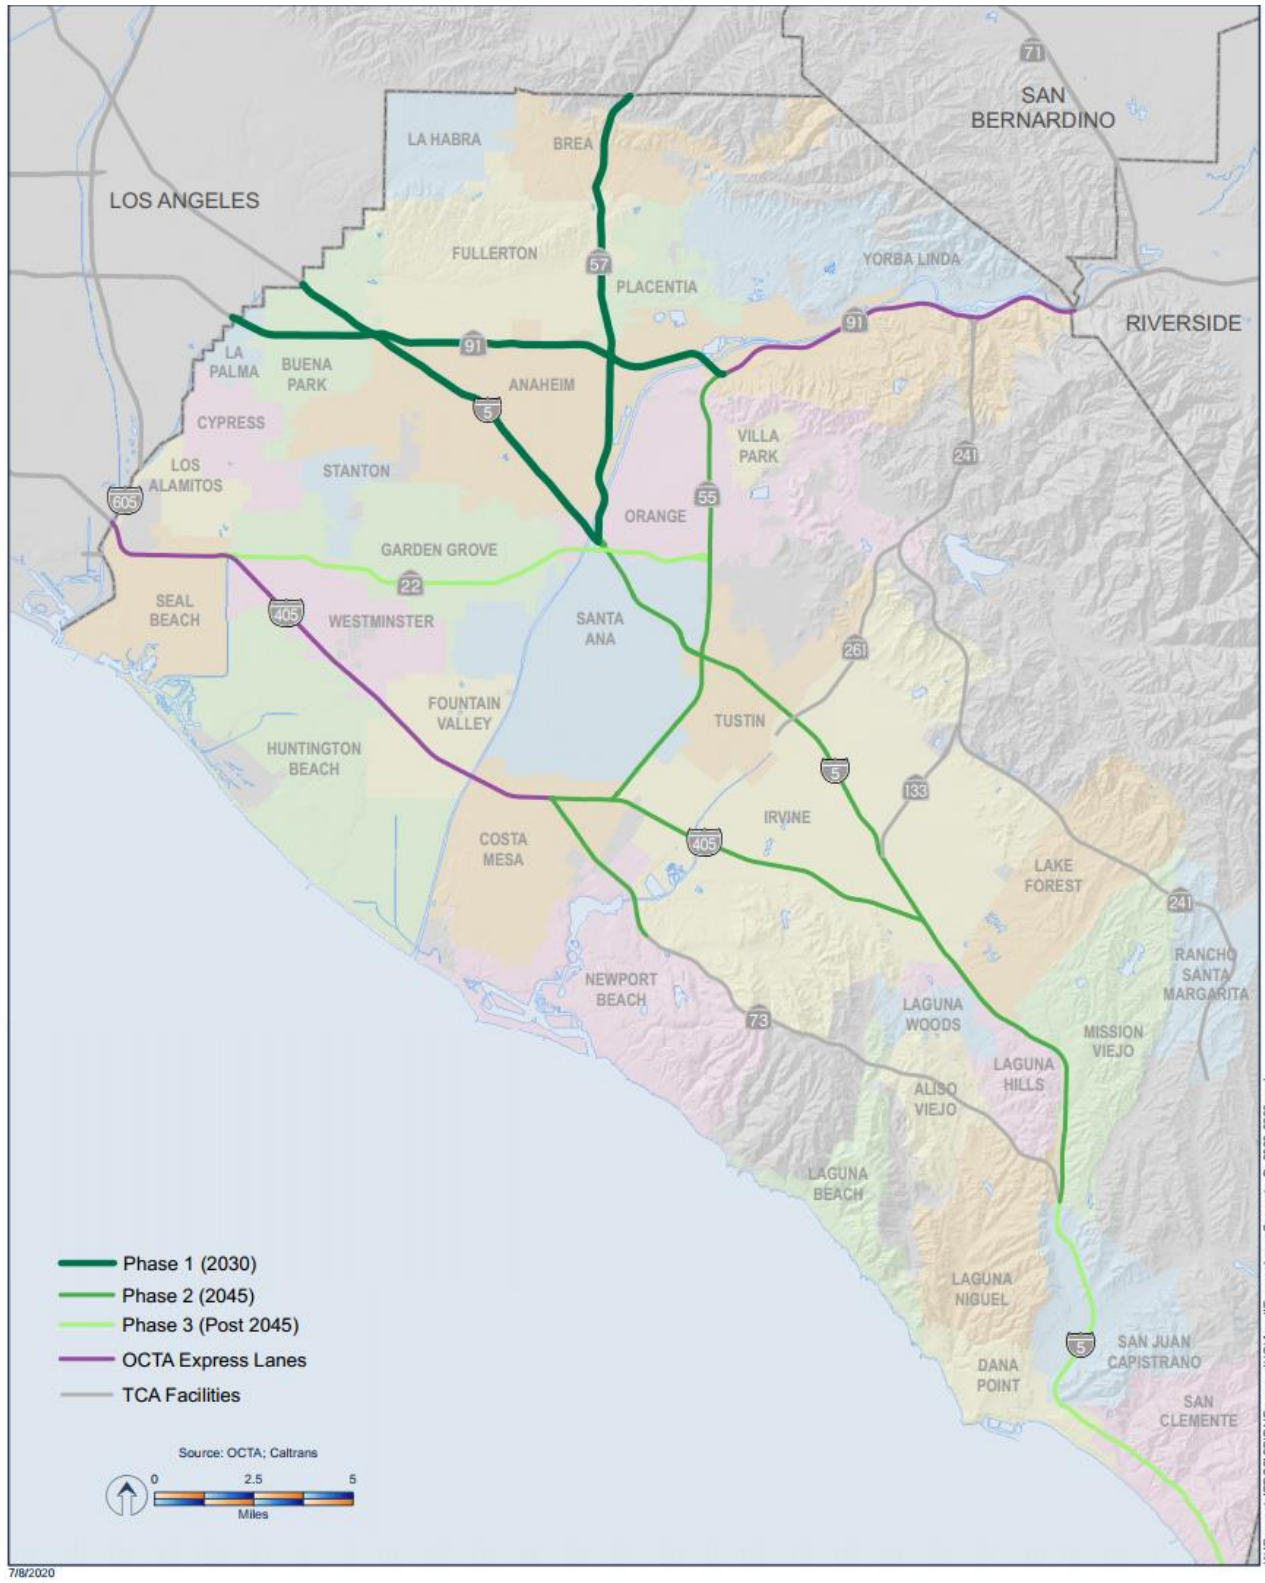 71
SAN
BERNARDINO
LA HABRA
BREA
LOS ANGELES
FULLERTON
57
PLACENTIA
YORBA LINDA
91
RIVERSIDE
91
LA
PALMA
BUENA
PARK
ANAHEIM
5
CYPRESS
VILLA
PARK
241
LOS
ALAMITOS
STANTON
605
55
ORANGE
GARDEN GROVE
22
SEAL
BEACH
405
WESTMINSTER
SANTA
ANA
261
FOUNTAIN
VALLEY
TUSTIN
HUNTINGTON
BEACH
5
133
IRVINE
COSTA
MESA
405
LAKE
FOREST
241
RANCHO
SANTA
MARGARITA
NEWPORT
BEACH
73
LAGUNA
WOODS
MISSION
VIEJO
LAGUNA
HILLS
ALISO
VIEJO
LAGUNA
BEACH
LAGUNA
NIGUEL
5
SAN JUAN
CAPISTRANO
DANA
POINT
SAN
CLEMENTE
Phase 1 (2030)
Phase 2 (2045)
Phase 3 (Post 2045)
OCTA Express Lanes
TCA Facilities
Source: OCTA; Caltrans
0 2.5 5
Miles
7/8/2020